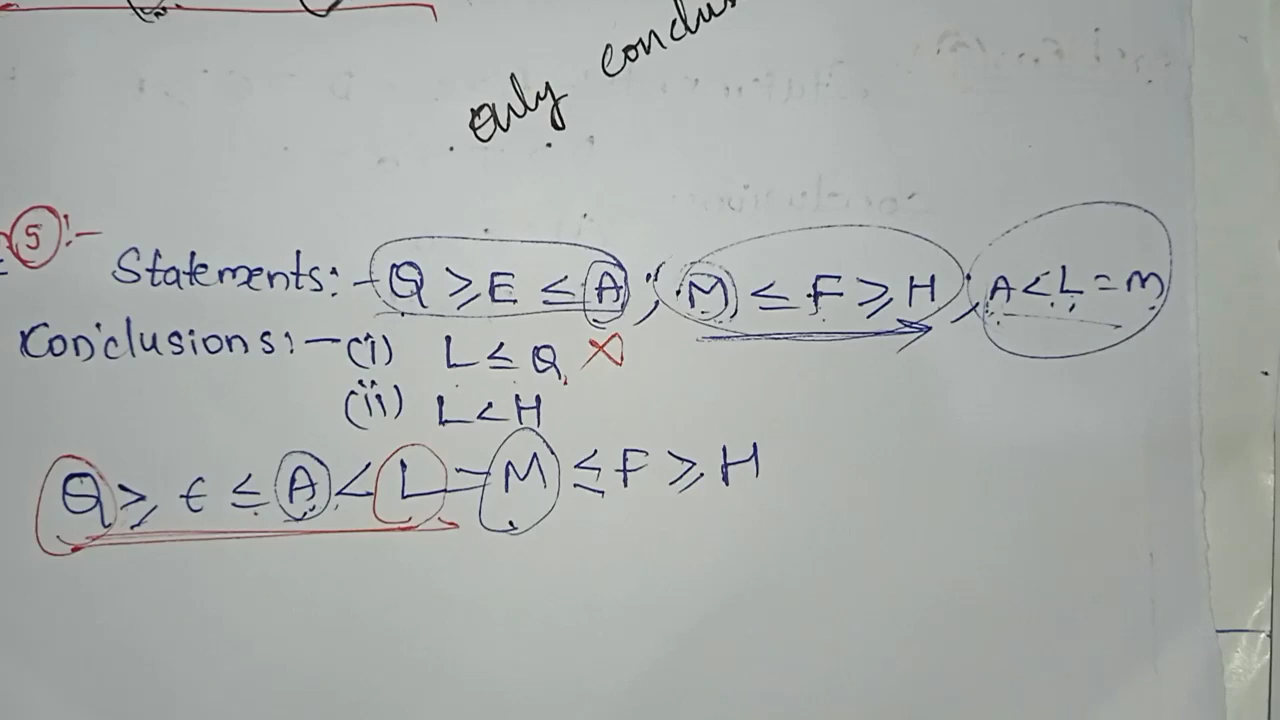 only conclus
5:-
Statements:- Q ≥ E ≤ A ; M ≤ F ≥ H ; A < L = M
Conclusions:- (i) L ≤ Q ×
(ii) L < H
Q ≥ E ≤ A < L = M ≤ F ≥ H